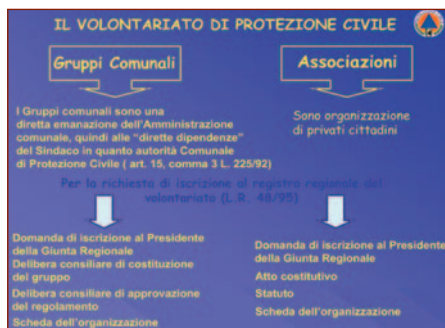 IL VOLONTARIATO DI PROTEZIONE CIVILE
Gruppi Comunali
I Gruppi comunali sono una
diretta emanazione dell'Amministrazione
comunale, quindi alle "dirette dipendenze"
del Sindaco in quanto autorità Comunale
di Protezione Civile ( art. 15, comma 3 L. 225/92)
Associazioni
Sono organizzazione
di privati cittadini
Per la richiesta di iscrizione al registro regionale del
volontariato (L.R. 48/95)
Domanda di iscrizione al Presidente
della Giunta Regionale
Delibera consiliare di costituzione
del gruppo
Delibera consiliare di approvazione
del regolamento
Scheda dell'organizzazione
Domanda di iscrizione al Presidente
della Giunta Regionale
Atto costitutivo
Statuto
Scheda dell'organizzazione